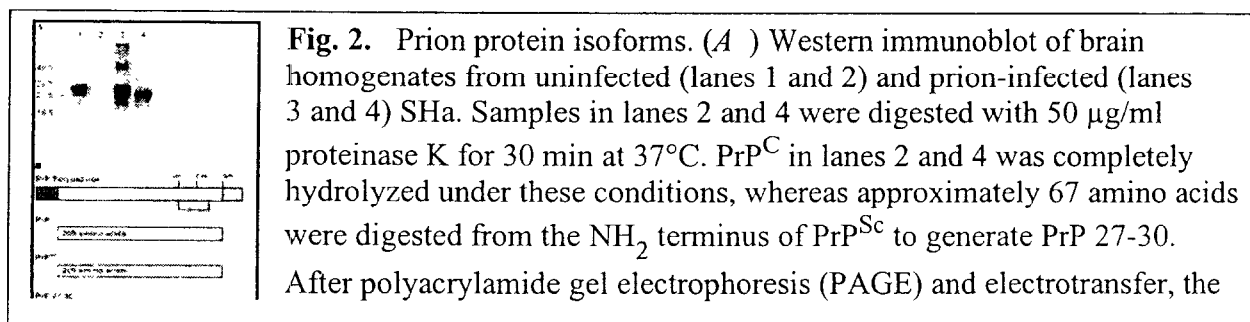 1 2 3 4
Fig. 2. Prion protein isoforms. (A ) Western immunoblot of brain
homogenates from uninfected (lanes 1 and 2) and prion-infected (lanes
3 and 4) SHa. Samples in lanes 2 and 4 were digested with 50 µg/ml
proteinase K for 30 min at 37°C. PrPC in lanes 2 and 4 was completely
hydrolyzed under these conditions, whereas approximately 67 amino acids
were digested from the NH2 terminus of PrPSc to generate PrP 27-30.
After polyacrylamide gel electrophoresis (PAGE) and electrotransfer, the